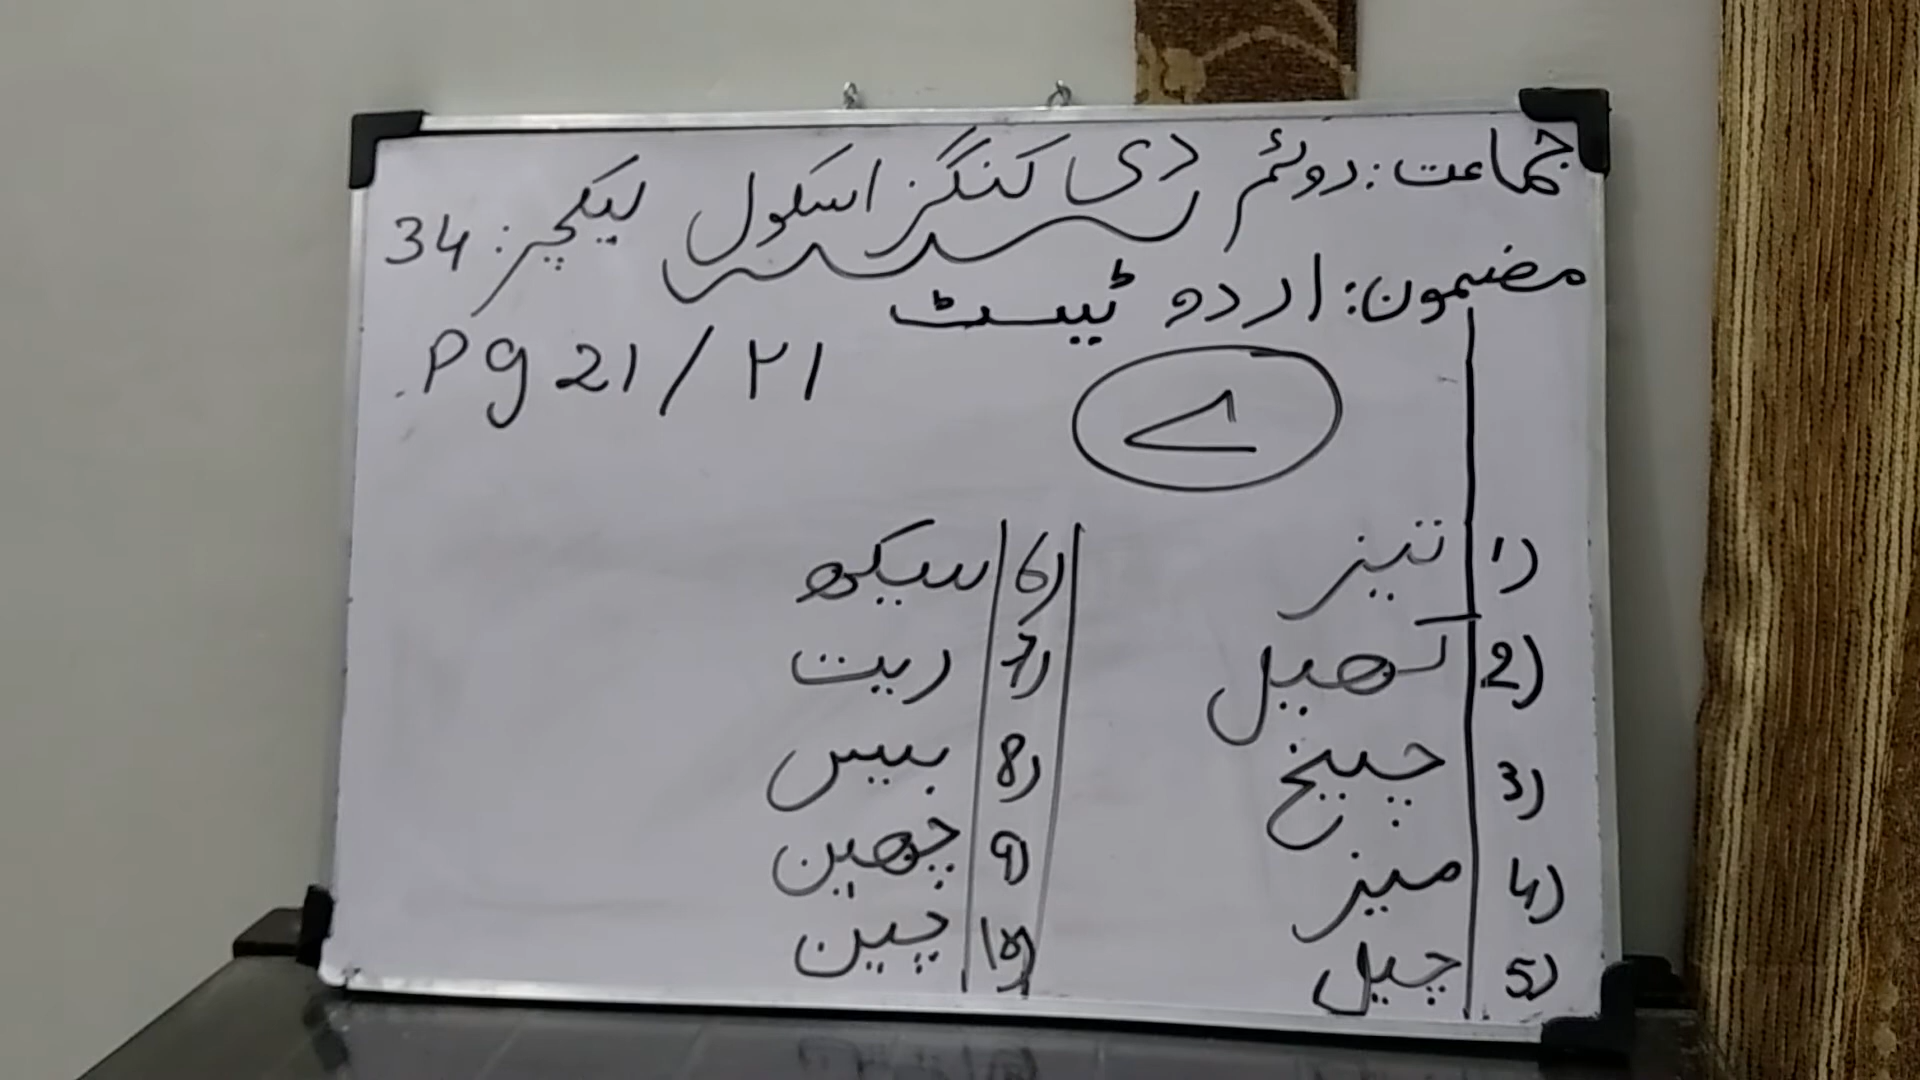 جماعت: دوئم دی کنگز اسکول لیکچر: 34
مضمون: اردو ٹیسٹ
Pg 21 / ۲۱
ے
1) تیز
2) کھیل
3) چیخ
4) میز
5) چیل
6) سیکھ
7) ریت
8) بیس
9) چھین
10) چین